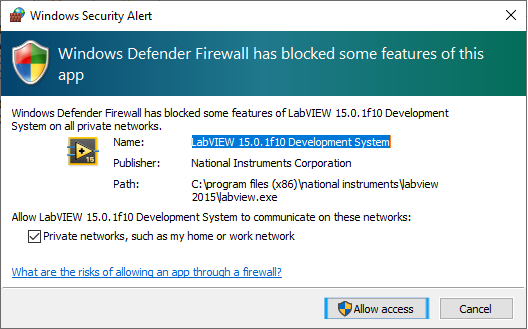 Windows Security Alert
Windows Defender Firewall has blocked some features of this
app
Windows Defender Firewall has blocked some features of LabVIEW 15.0.1f10 Development
System on all private networks.
Name: LabVIEW 15.0.1f10 Development System
15
Publisher: National Instruments Corporation
Path: C:\program files (x86)\national instruments\labview
2015\labview.exe
Allow LabVIEW 15.0.1f10 Development System to communicate on these networks:
Private networks, such as my home or work network
What are the risks of allowing an app through a firewall?
Allow access Cancel